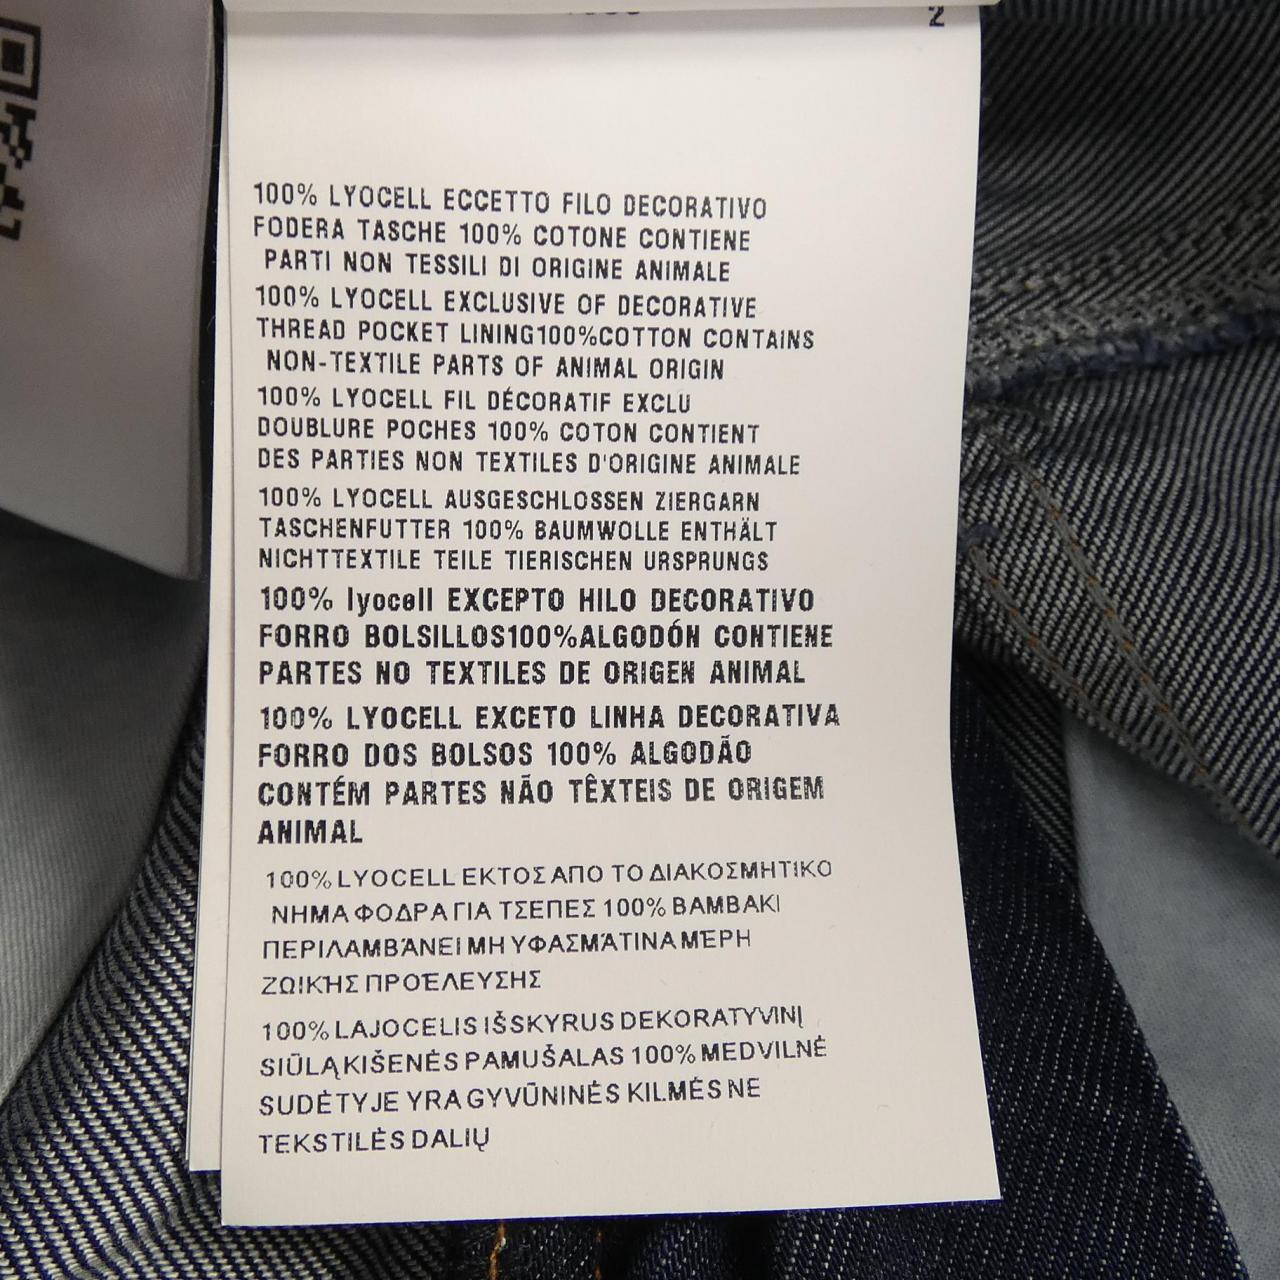 2
100% LYOCELL ECCETTO FILO DECORATIVO
FODERA TASCHE 100% COTONE CONTIENE
PARTI NON TESSILI DI ORIGINE ANIMALE
100% LYOCELL EXCLUSIVE OF DECORATIVE
THREAD POCKET LINING100%COTTON CONTAINS
NON-TEXTILE PARTS OF ANIMAL ORIGIN
100% LYOCELL FIL DÉCORATIF EXCLU
DOUBLURE POCHES 100% COTON CONTIENT
DES PARTIES NON TEXTILES D'ORIGINE ANIMALE
100% LYOCELL AUSGESCHLOSSEN ZIERGARN
TASCHENFUTTER 100% BAUMWOLLE ENTHÄLT
NICHTTEXTILE TEILE TIERISCHEN URSPRUNGS
100% lyocell EXCEPTO HILO DECORATIVO
FORRO BOLSILLOS100%ALGODÓN CONTIENE
PARTES NO TEXTILES DE ORIGEN ANIMAL
100% LYOCELL EXCETO LINHA DECORATIVA
FORRO DOS BOLSOS 100% ALGODÃO
CONTÉM PARTES NÃO TÊXTEIS DE ORIGEM
ANIMAL
100% LYOCELL ΕΚΤΟΣ ΑΠΟ ΤΟ ΔΙΑΚΟΣΜΗΤΙΚΟ
ΝΗΜΑ ΦΟΔΡΑ ΓΙΑ ΤΣΕΠΕΣ 100% ΒΑΜΒΑΚΙ
ΠΕΡΙΛΑΜΒΆΝΕΙ ΜΗ ΥΦΑΣΜΆΤΙΝΑ ΜΈΡΗ
ΖΩΙΚΉΣ ΠΡΟΈΛΕΥΣΗΣ
100% LAJOCELIS IŠSKYRUS DEKORATYVINĮ
SIŪLĄ KIŠENĖS PAMUŠALAS 100% MEDVILNĖ
SUDĖTYJE YRA GYVŪNINĖS KILMĖS NE
TEKSTILĖS DALIŲ